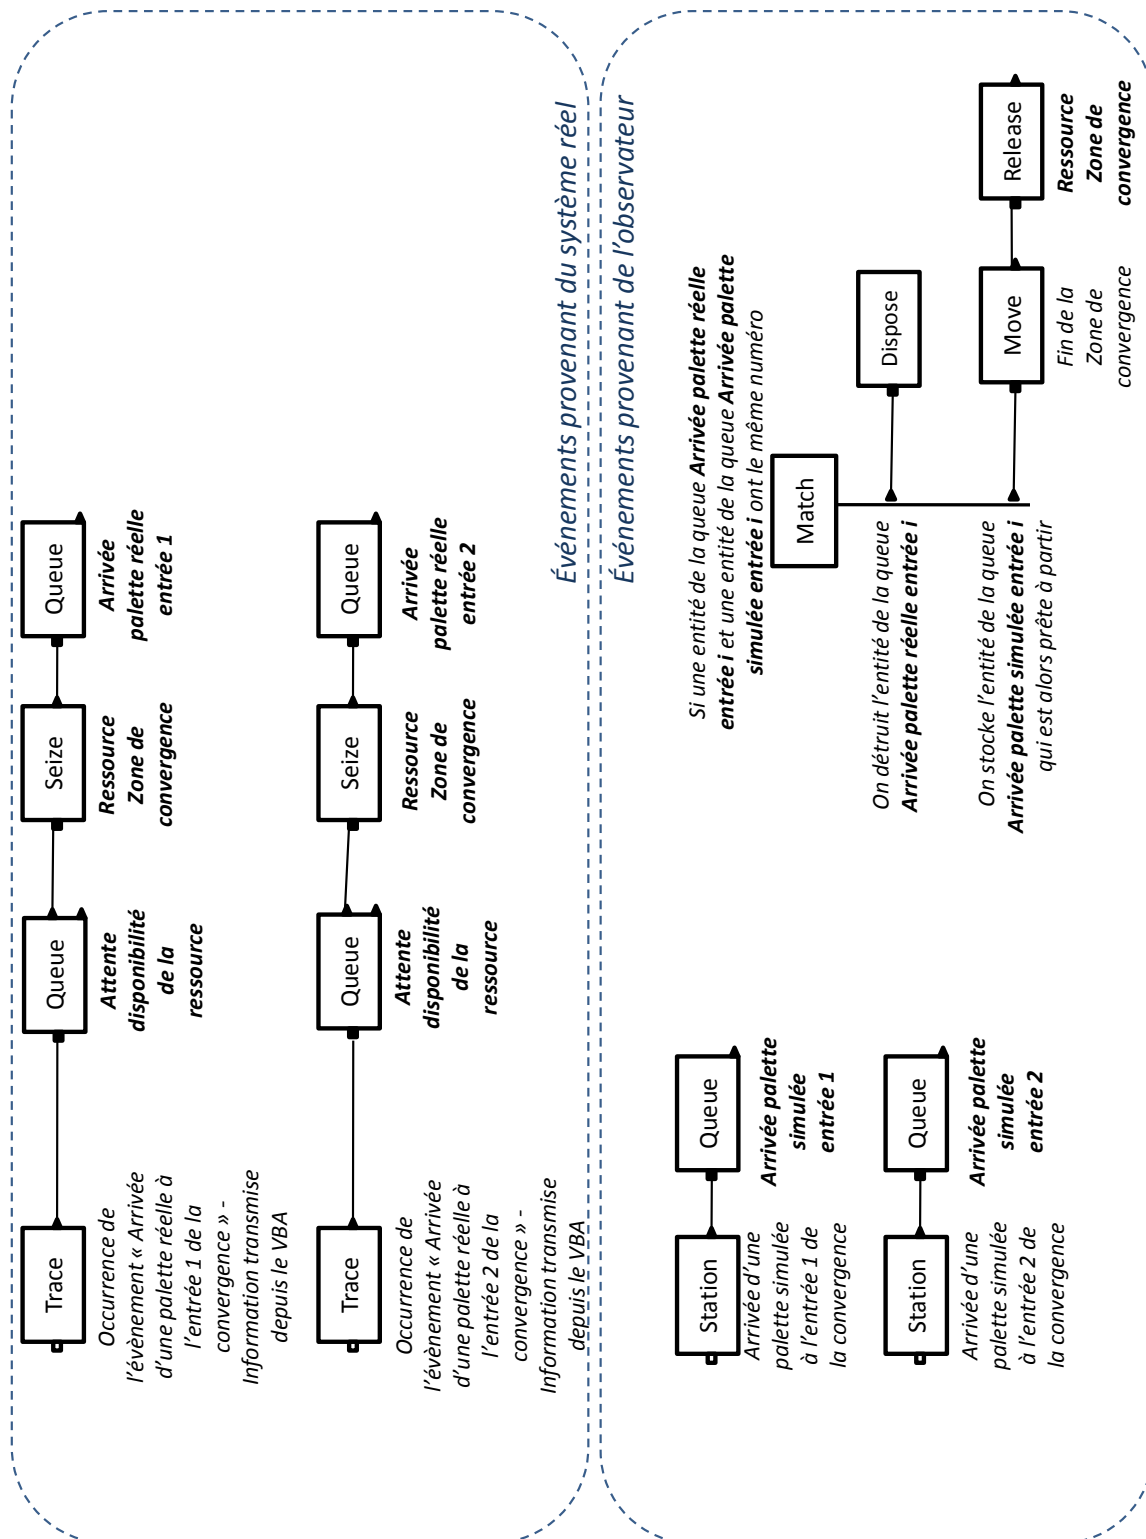 Trace
Occurrence de
l'évènement « Arrivée
d'une palette réelle à
l'entrée 1 de la
convergence » -
Information transmise
depuis le VBA
Queue
Attente
disponibilité
de la
ressource
Seize
Ressource
Zone de
convergence
Queue
Arrivée
palette réelle
entrée 1
Trace
Occurrence de
l'évènement « Arrivée
d'une palette réelle à
l'entrée 2 de la
convergence » -
Information transmise
depuis le VBA
Queue
Attente
disponibilité
de la
ressource
Seize
Ressource
Zone de
convergence
Queue
Arrivée
palette réelle
entrée 2
Événements provenant du système réel
Événements provenant de l'observateur
Station
Arrivée d'une
palette simulée
à l'entrée 1 de
la convergence
Queue
Arrivée palette
simulée
entrée 1
Station
Arrivée d'une
palette simulée
à l'entrée 2 de
la convergence
Queue
Arrivée palette
simulée
entrée 2
Si une entité de la queue Arrivée palette réelle
entrée i et une entité de la queue Arrivée palette
simulée entrée i ont le même numéro
Match
On détruit l'entité de la queue
Arrivée palette réelle entrée i
Dispose
On stocke l'entité de la queue
Arrivée palette simulée entrée i
qui est alors prête à partir
Move
Fin de la
Zone de
convergence
Release
Ressource
Zone de
convergence